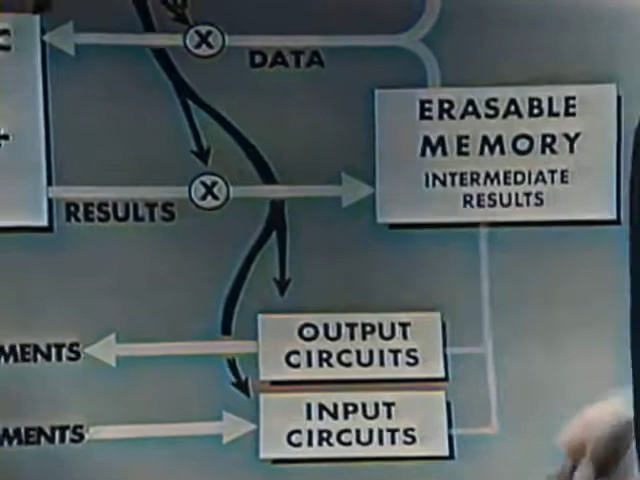 X
DATA
ERASABLE
MEMORY
INTERMEDIATE
RESULTS
+
X
RESULTS
OUTPUT
CIRCUITS
MENTS
INPUT
CIRCUITS
MENTS